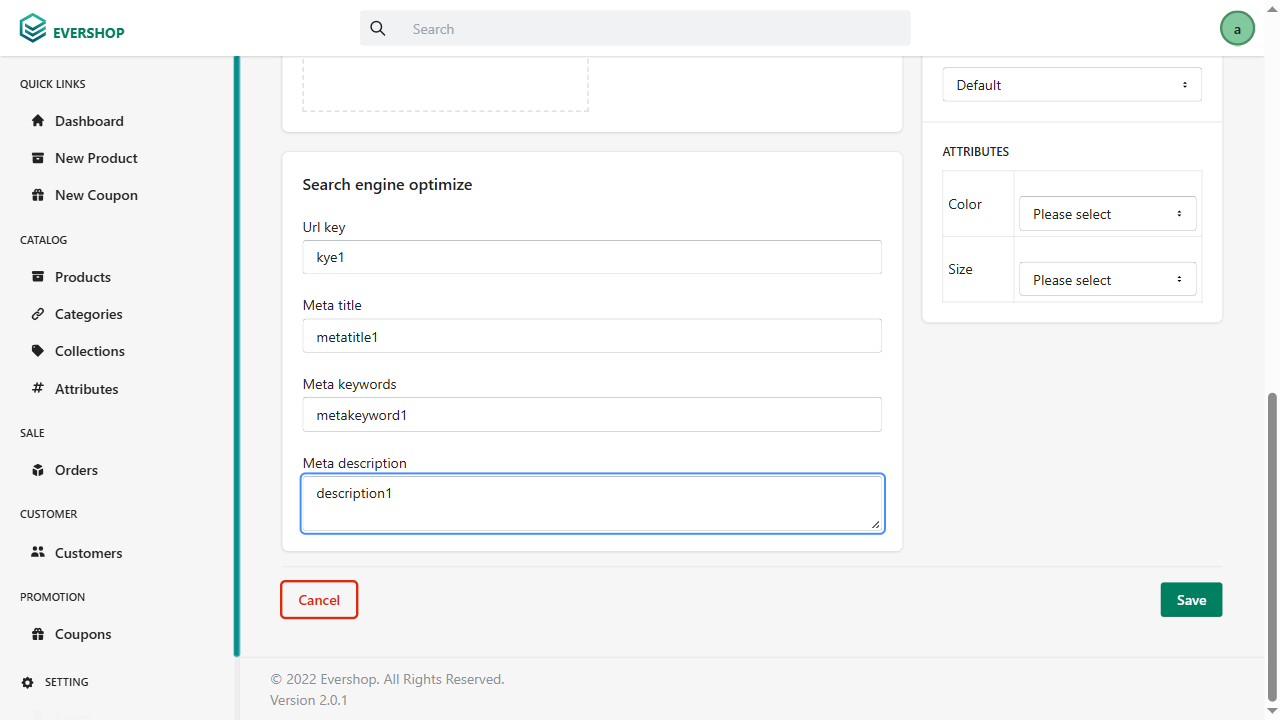 EVERSHOP
Search
a
QUICK LINKS
Dashboard
New Product
New Coupon
CATALOG
Products
Categories
Collections
Attributes
SALE
Orders
CUSTOMER
Customers
PROMOTION
Coupons
SETTING
Search engine optimize
Url key
kye1
Meta title
metatitle1
Meta keywords
metakeyword1
Meta description
description1
Cancel
Save
Default
ATTRIBUTES
Color
Please select
Size
Please select
© 2022 Evershop. All Rights Reserved.
Version 2.0.1